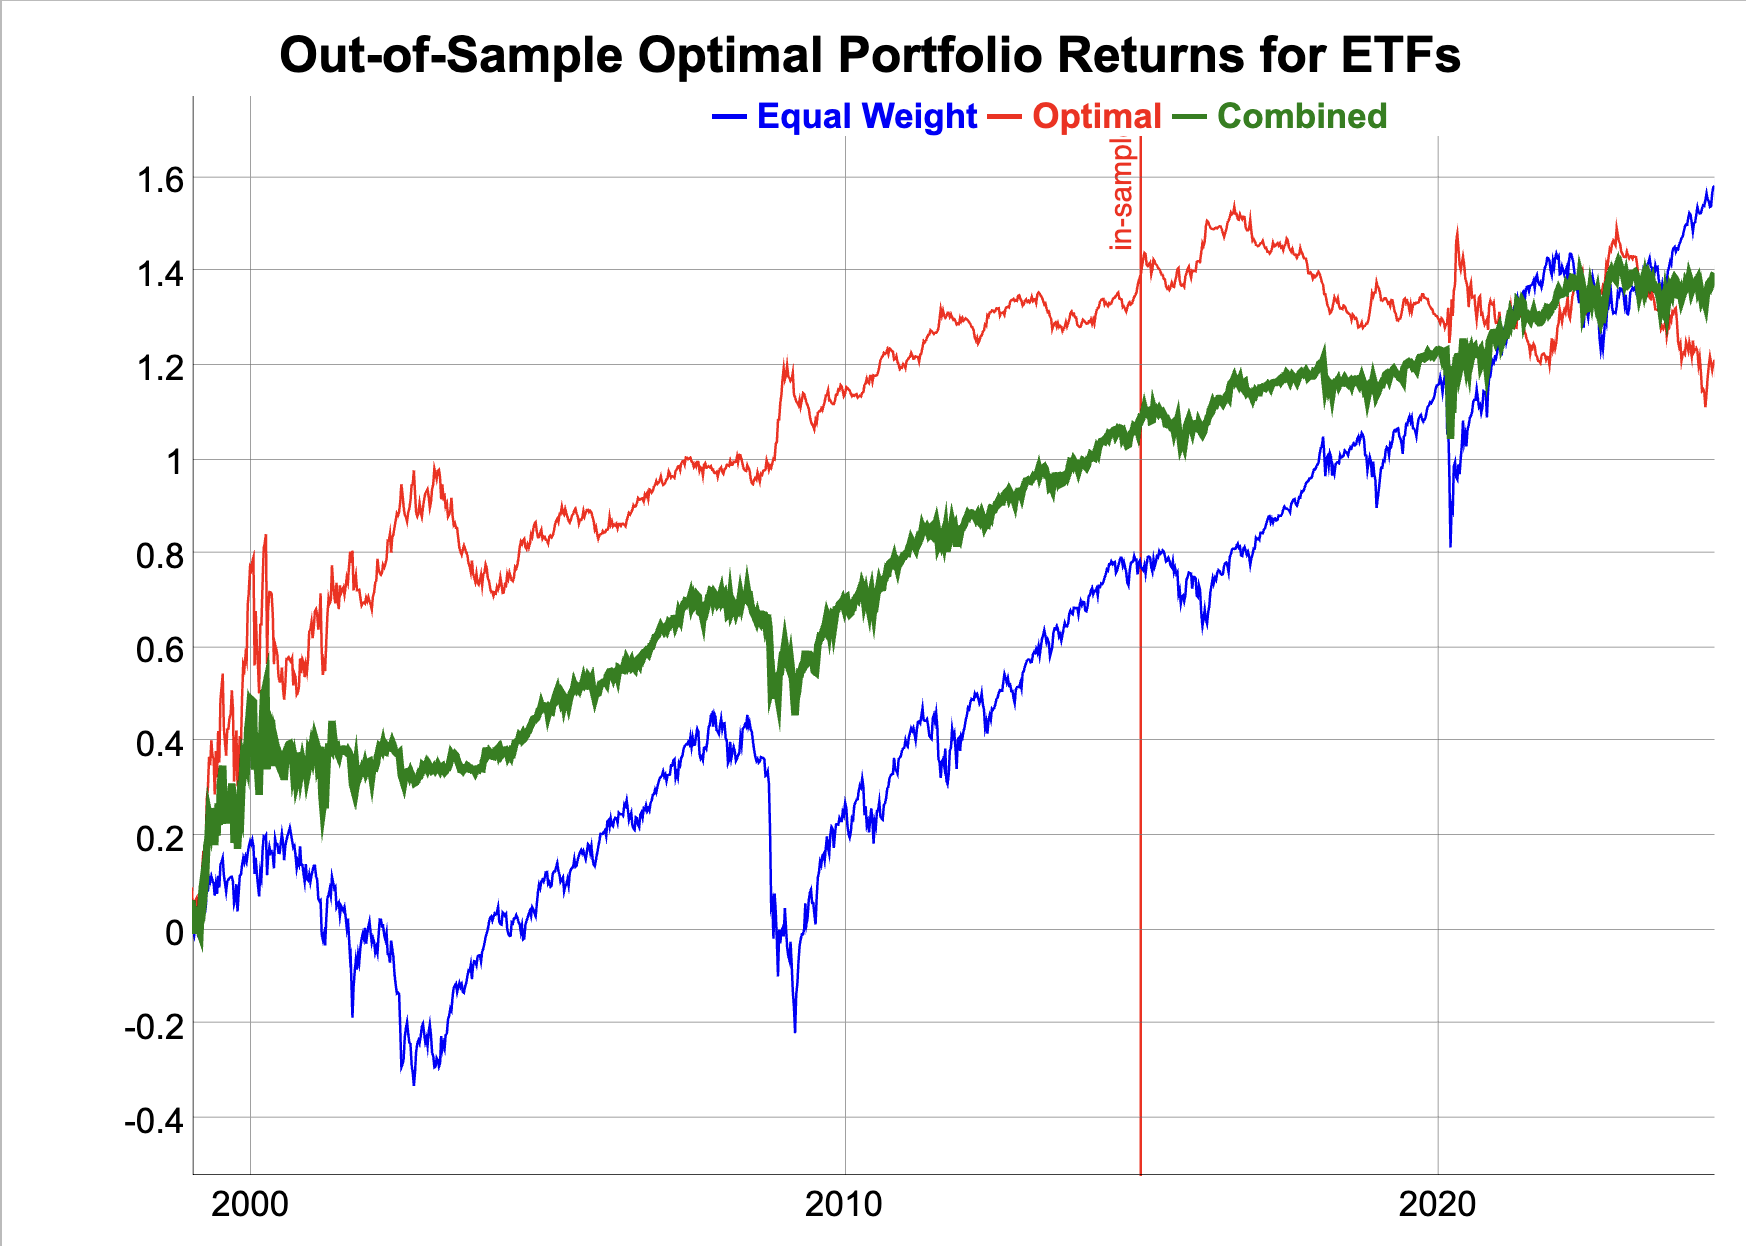 Out-of-Sample Optimal Portfolio Returns for ETFs
Equal Weight Optimal Combined
in-sampl
1.6
1.4
1.2
1
0.8
0.6
0.4
0.2
0
-0.2
-0.4
2000 2010 2020